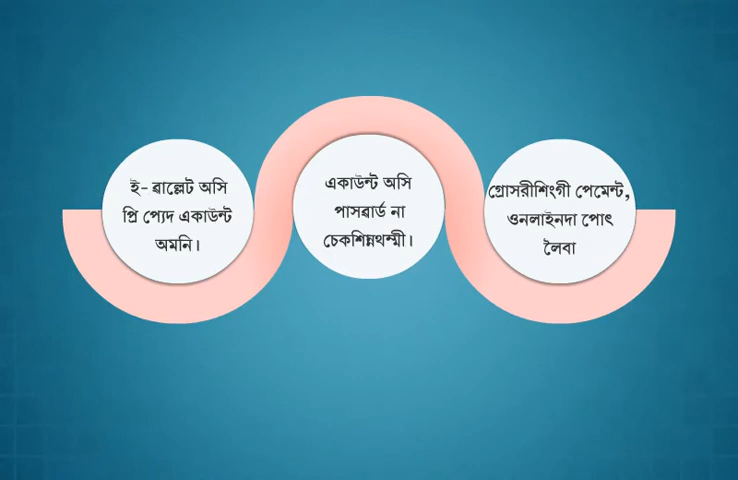 ই- ৱাল্লেট অসি
প্রি পেদ্যে একাউন্ট
অমনি।
একাউন্ট অসি
পাসৱার্ড না
চেকশিন্নথম্মী।
গ্রোসরীশিংগী পেমেন্ট,
ওনলাইনদা পোৎ
লৈবা